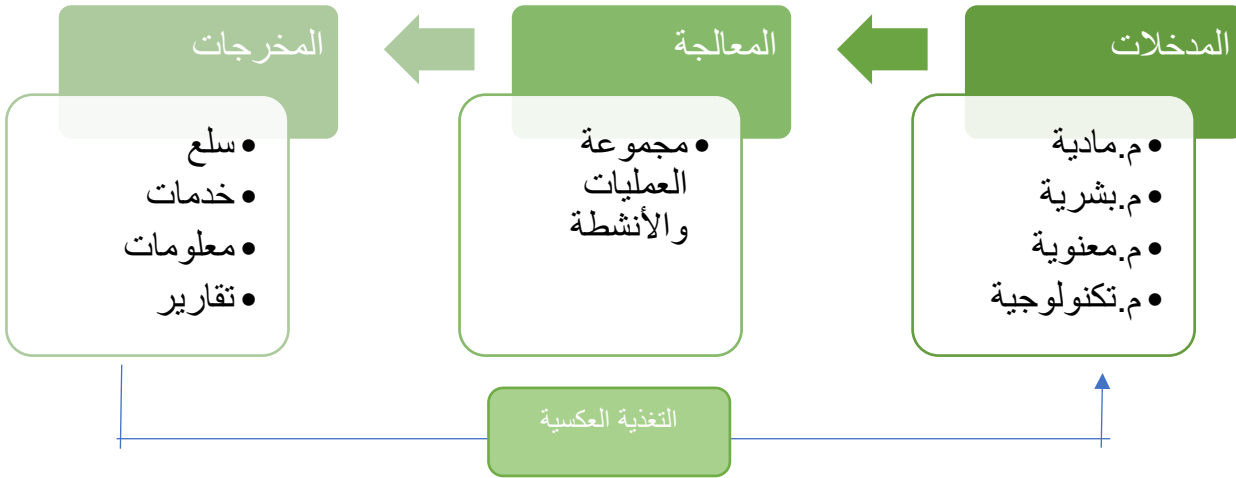 المدخلات
• م.مادية
• م.بشرية
• م.معنوية
• م.تكنولوجية
المعالجة
• مجموعة
العمليات
والأنشطة
المخرجات
• سلع
• خدمات
• معلومات
• تقارير
التغذية العكسية